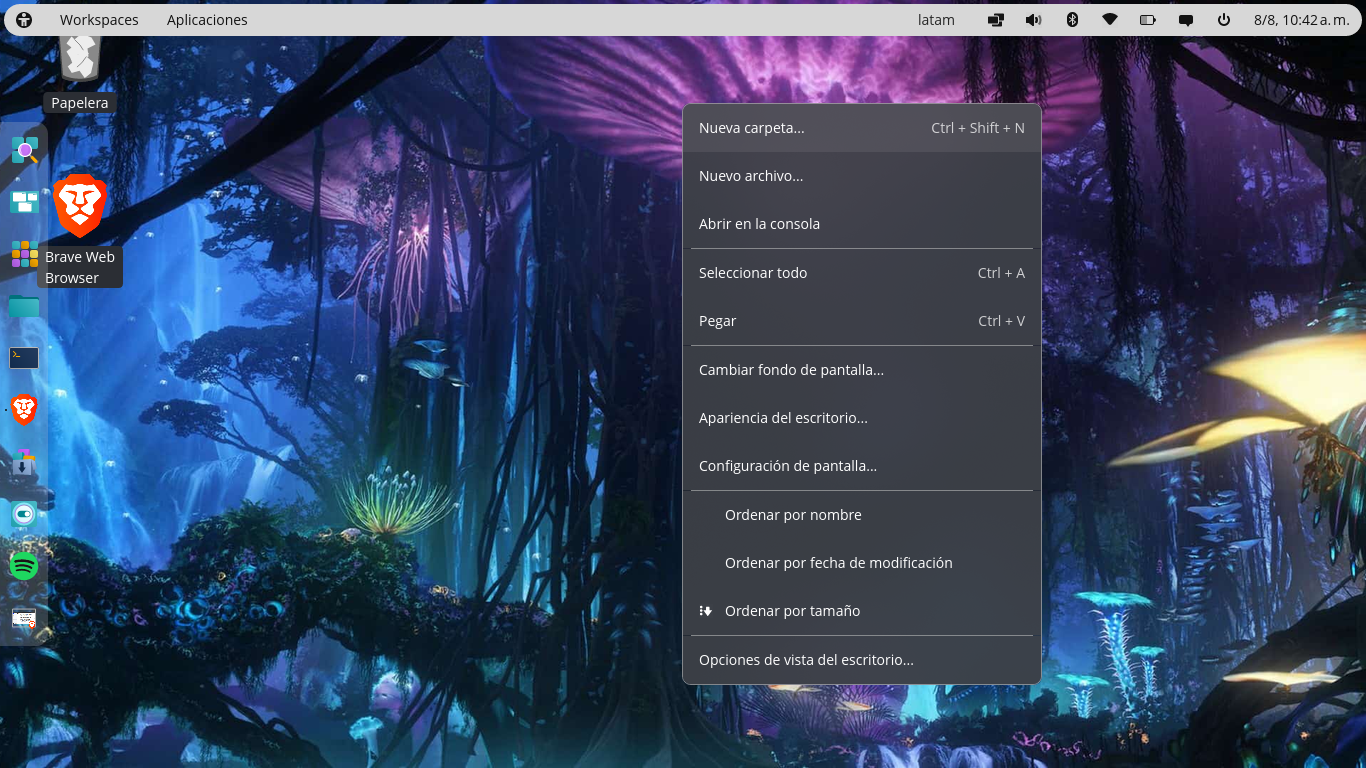 Workspaces Aplicaciones latam 8/8, 10:42 a. m.
Papelera
Brave Web
Browser
Nueva carpeta... Ctrl + Shift + N
Nuevo archivo...
Abrir en la consola
Seleccionar todo Ctrl + A
Pegar Ctrl + V
Cambiar fondo de pantalla...
Apariencia del escritorio...
Configuración de pantalla...
Ordenar por nombre
Ordenar por fecha de modificación
Ordenar por tamaño
Opciones de vista del escritorio...